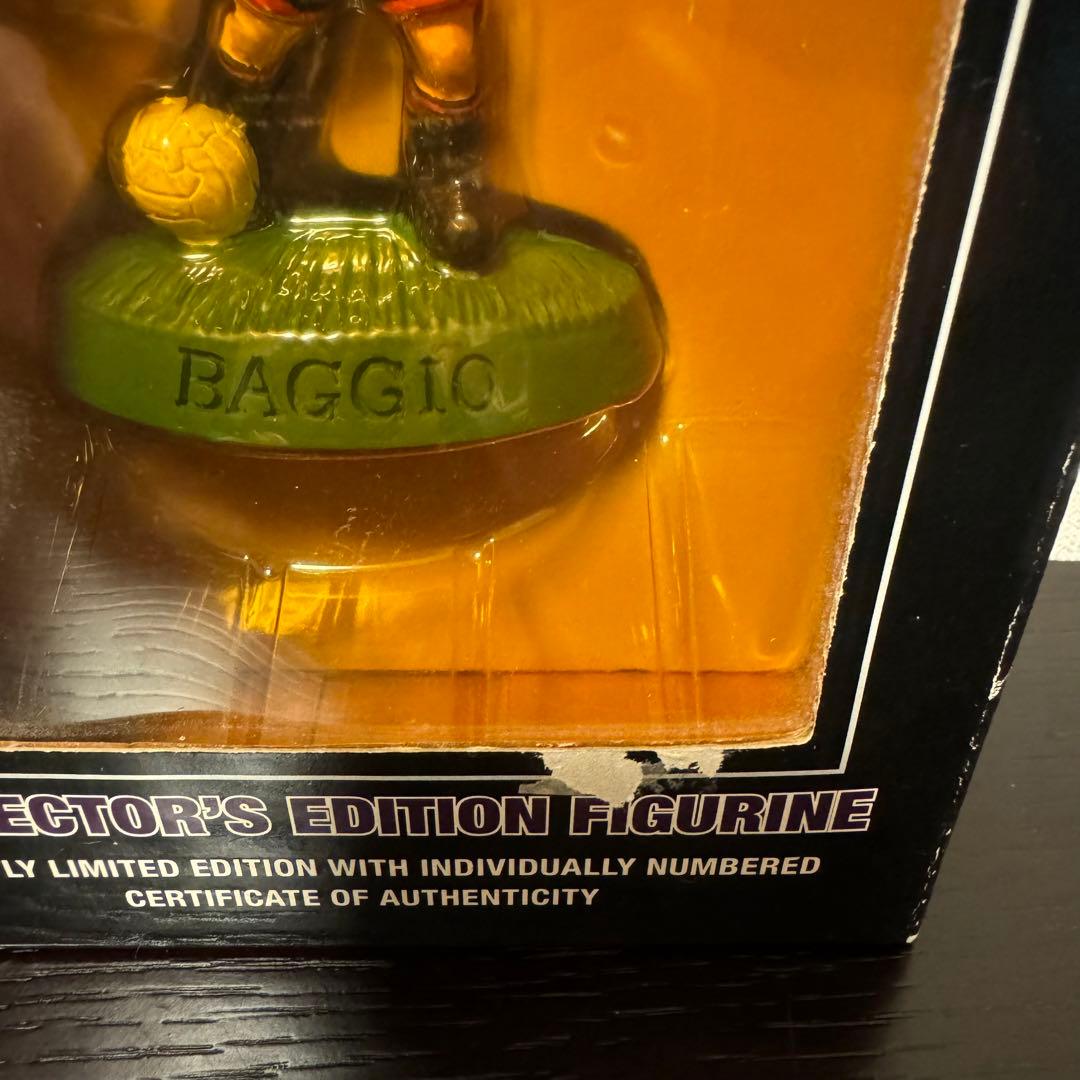 BAGGIO
ECTOR'S EDITION FIGURINE
LY LIMITED EDITION WITH INDIVIDUALLY NUMBERED
CERTIFICATE OF AUTHENTICITY